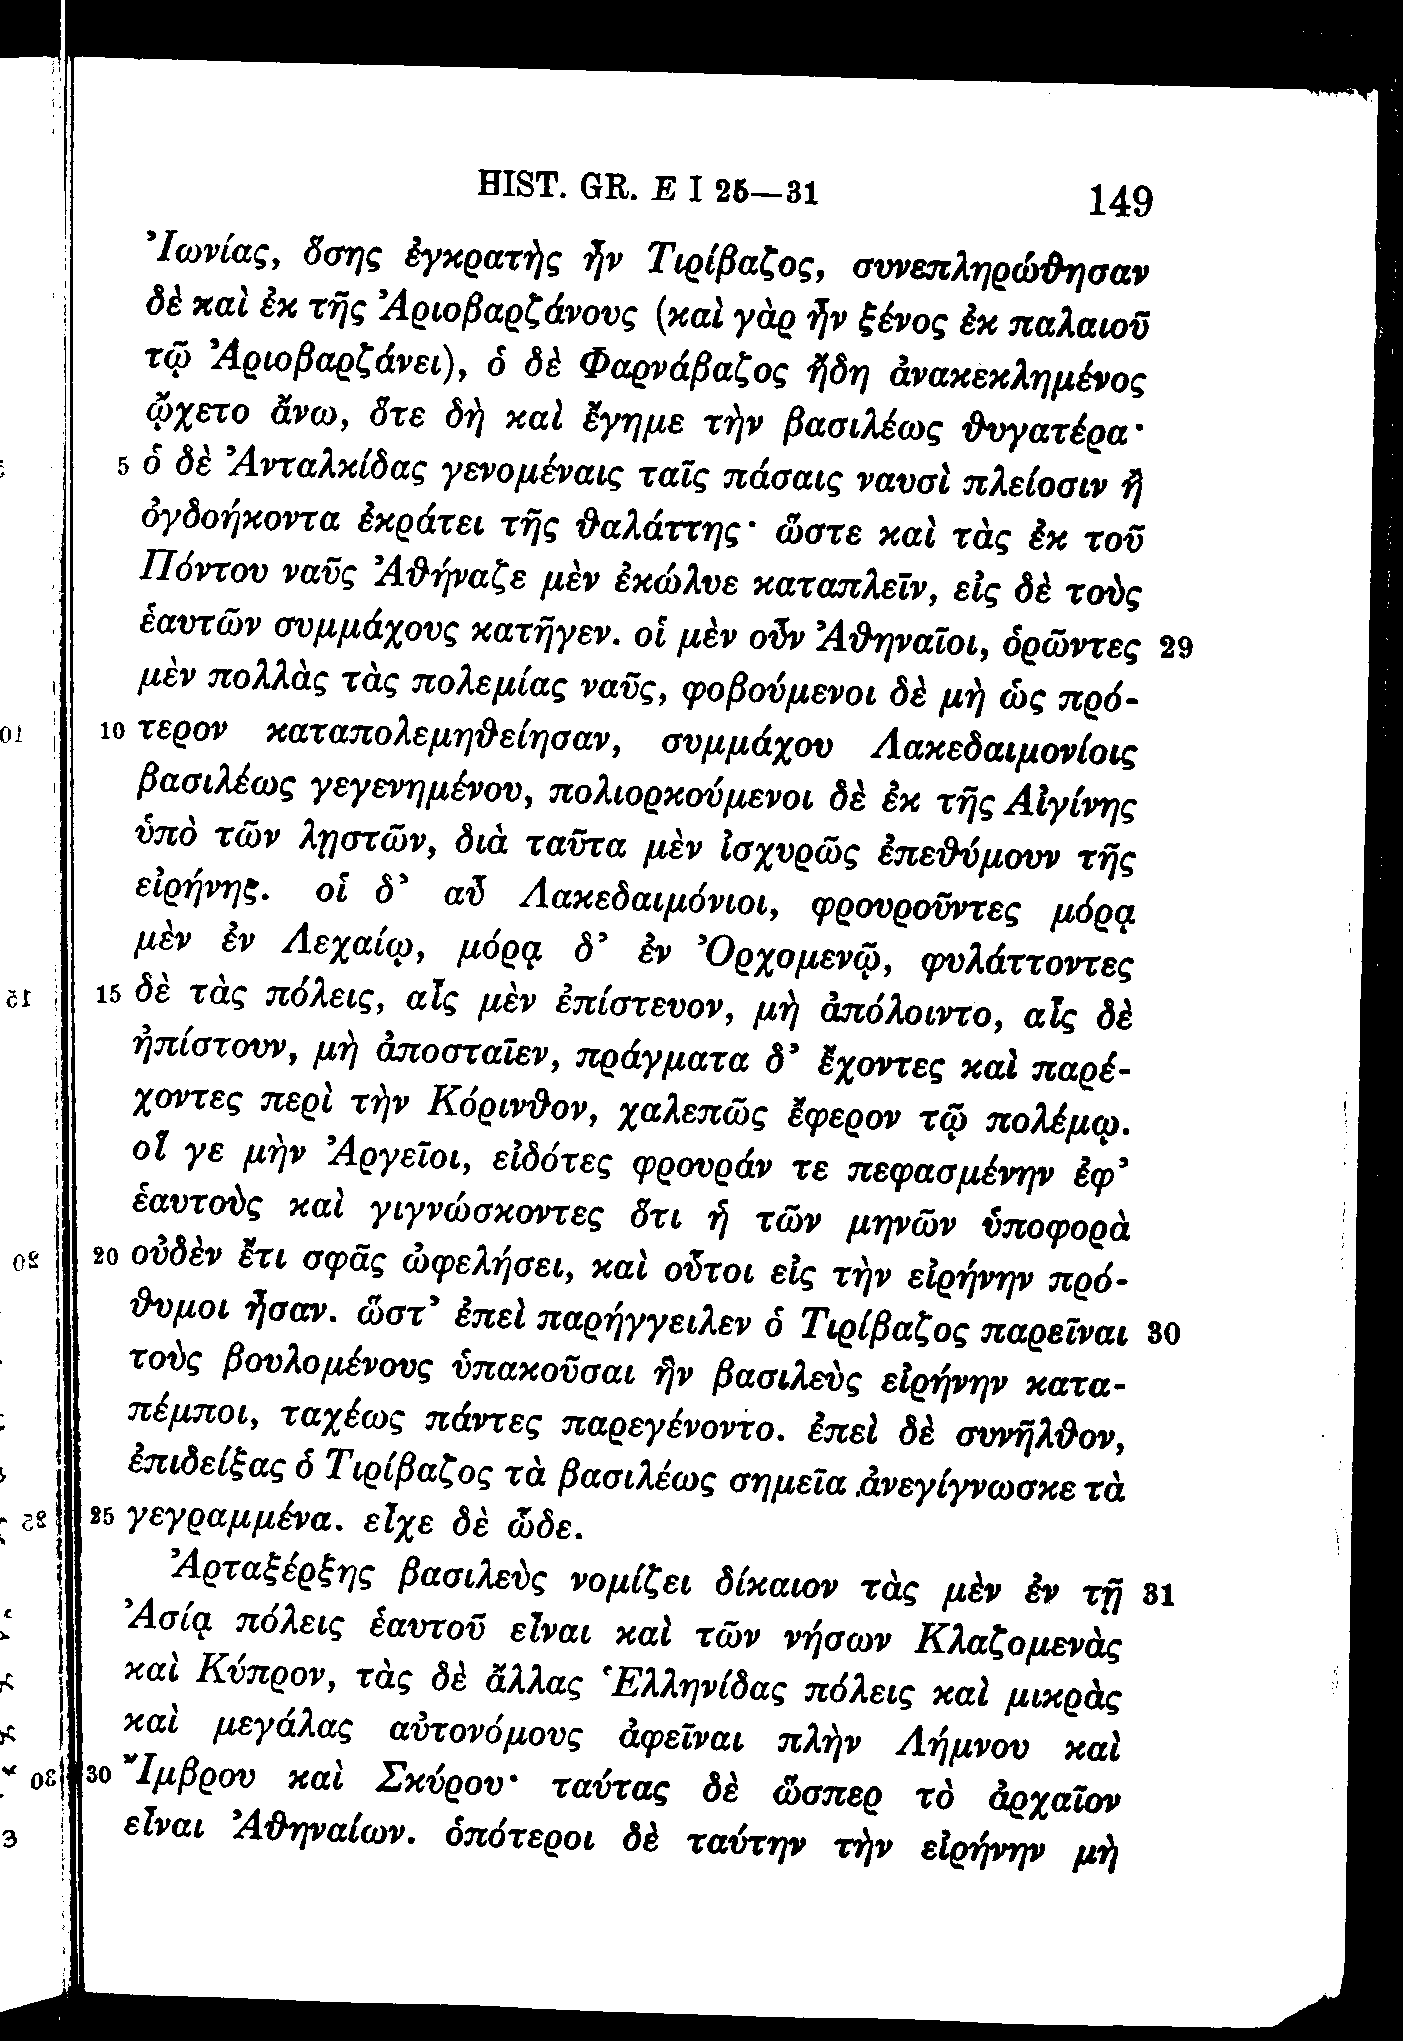 HIST. GR. E I 25—31 149
Ἰωνίας, ὅσης ἐγκρατὴς ἦν Τιρίβαζος, συνεπληρώθησαν
δὲ καὶ ἐκ τῆς Ἀριοβαρζάνους (καὶ γὰρ ἦν ξένος ἐκ παλαιοῦ
τῷ Ἀριοβαρζάνει), ὁ δὲ Φαρνάβαζος ἤδη ἀνακεκλημένος
ᾤχετο ἄνω, ὅτε δὴ καὶ ἔγημε τὴν βασιλέως θυγατέρα·
5 ὁ δὲ Ἀνταλκίδας γενομέναις ταῖς πάσαις ναυσὶ πλείοσιν ἢ
ὀγδοήκοντα ἐκράτει τῆς θαλάττης· ὥστε καὶ τὰς ἐκ τοῦ
Πόντου ναῦς Ἀθήναζε μὲν ἐκώλυε καταπλεῖν, εἰς δὲ τοὺς
ἑαυτῶν συμμάχους κατῆγεν. οἱ μὲν οὖν Ἀθηναῖοι, ὁρῶντες 29
μὲν πολλὰς τὰς πολεμίας ναῦς, φοβούμενοι δὲ μὴ ὡς πρό-
10 τερον καταπολεμηθείησαν, συμμάχου Λακεδαιμονίοις
βασιλέως γεγενημένου, πολιορκούμενοι δὲ ἐκ τῆς Αἰγίνης
ὑπὸ τῶν λῃστῶν, διὰ ταῦτα μὲν ἰσχυρῶς ἐπεθύμουν τῆς
εἰρήνης. οἱ δ’ αὖ Λακεδαιμόνιοι, φρουροῦντες μόρᾳ
μὲν ἐν Λεχαίῳ, μόρᾳ δ’ ἐν Ὀρχομενῷ, φυλάττοντες
15 δὲ τὰς πόλεις, αἷς μὲν ἐπίστευον, μὴ ἀπόλοιντο, αἷς δὲ
ἠπίστουν, μὴ ἀποσταῖεν, πράγματα δ’ ἔχοντες καὶ παρέ-
χοντες περὶ τὴν Κόρινθον, χαλεπῶς ἔφερον τῷ πολέμῳ.
οἵ γε μὴν Ἀργεῖοι, εἰδότες φρουράν τε πεφασμένην ἐφ’
ἑαυτοὺς καὶ γιγνώσκοντες ὅτι ἡ τῶν μηνῶν ὑποφορὰ
20 οὐδὲν ἔτι σφᾶς ὠφελήσει, καὶ οὗτοι εἰς τὴν εἰρήνην πρό-
θυμοι ἦσαν. ὥστ’ ἐπεὶ παρήγγειλεν ὁ Τιρίβαζος παρεῖναι 30
τοὺς βουλομένους ὑπακοῦσαι ἣν βασιλεὺς εἰρήνην κατα-
πέμποι, ταχέως πάντες παρεγένοντο. ἐπεὶ δὲ συνῆλθον,
ἐπιδείξας ὁ Τιρίβαζος τὰ βασιλέως σημεῖα ἀνεγίγνωσκε τὰ
25 γεγραμμένα. εἶχε δὲ ὧδε.
Ἀρταξέρξης βασιλεὺς νομίζει δίκαιον τὰς μὲν ἐν τῇ 31
Ἀσίᾳ πόλεις ἑαυτοῦ εἶναι καὶ τῶν νήσων Κλαζομενὰς
καὶ Κύπρον, τὰς δὲ ἄλλας Ἑλληνίδας πόλεις καὶ μικρὰς
καὶ μεγάλας αὐτονόμους ἀφεῖναι πλὴν Λήμνου καὶ
30 Ἴμβρου καὶ Σκύρου· ταύτας δὲ ὥσπερ τὸ ἀρχαῖον
εἶναι Ἀθηναίων. ὁπότεροι δὲ ταύτην τὴν εἰρήνην μὴ